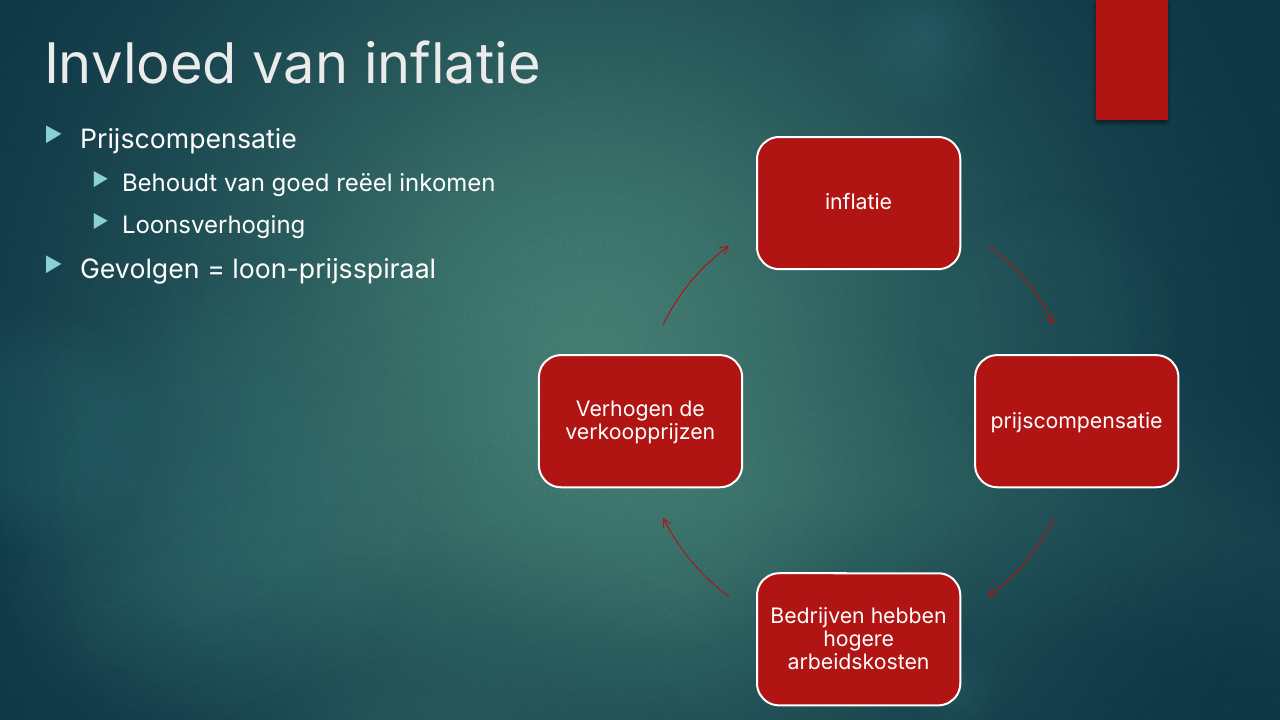 Invloed van inflatie
Prijscompensatie
Behoudt van goed reëel inkomen
Loonsverhoging
Gevolgen = loon-prijsspiraal
inflatie
prijscompensatie
Bedrijven hebben
hogere
arbeidskosten
Verhogen de
verkoopprijzen